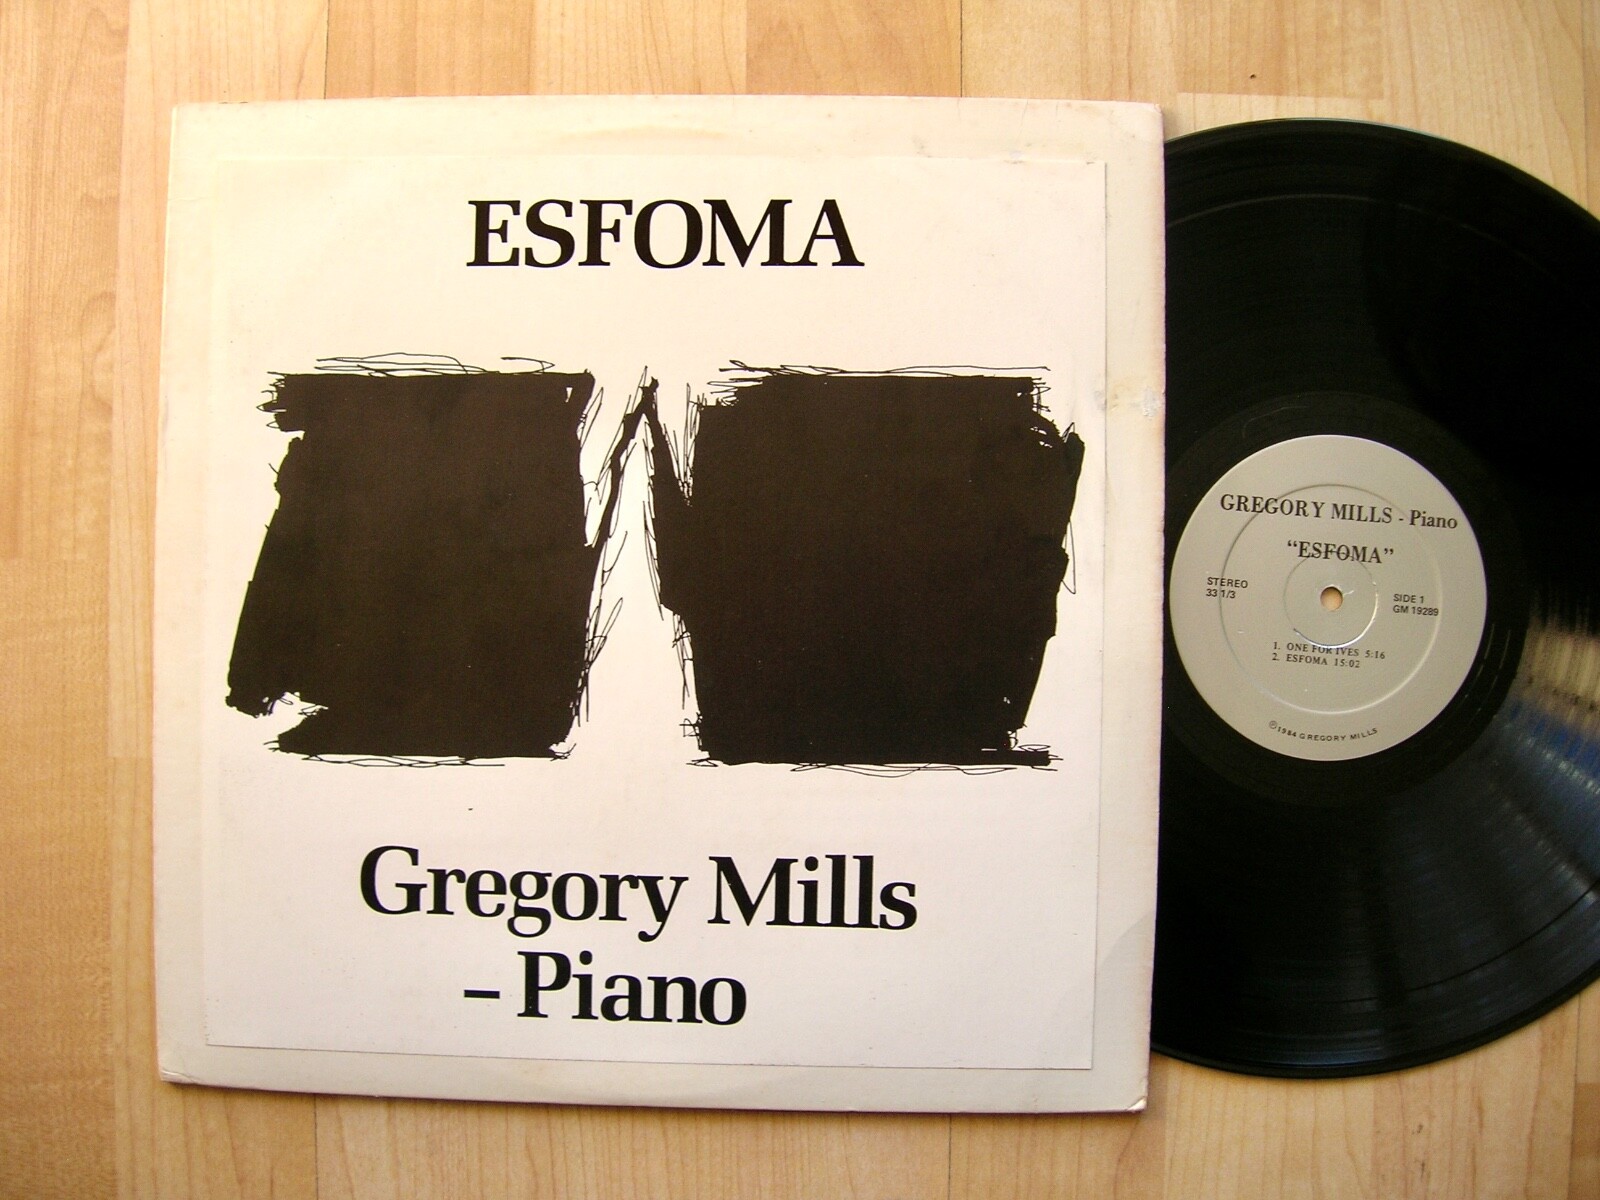 ESFOMA
Gregory Mills
– Piano
GREGORY MILLS - Piano
“ESFOMA”
STEREO
33 1/3
SIDE 1
GM 19289
1. ONE FOR IVES 5:16
2. ESFOMA 15:02
℗1984 GREGORY MILLS